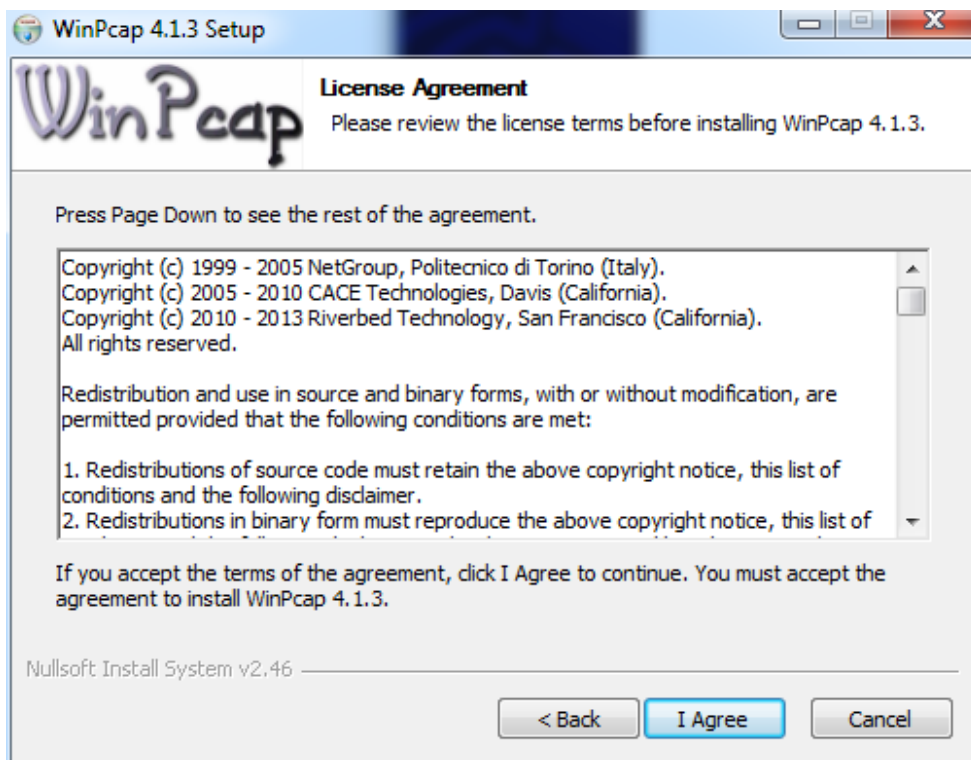 WinPcap 4.1.3 Setup
WinPcap
License Agreement
Please review the license terms before installing WinPcap 4.1.3.
Press Page Down to see the rest of the agreement.
Copyright (c) 1999 - 2005 NetGroup, Politecnico di Torino (Italy).
Copyright (c) 2005 - 2010 CACE Technologies, Davis (California).
Copyright (c) 2010 - 2013 Riverbed Technology, San Francisco (California).
All rights reserved.
Redistribution and use in source and binary forms, with or without modification, are
permitted provided that the following conditions are met:
1. Redistributions of source code must retain the above copyright notice, this list of
conditions and the following disclaimer.
2. Redistributions in binary form must reproduce the above copyright notice, this list of
If you accept the terms of the agreement, click I Agree to continue. You must accept the
agreement to install WinPcap 4.1.3.
Nullsoft Install System v2.46
< Back
I Agree
Cancel